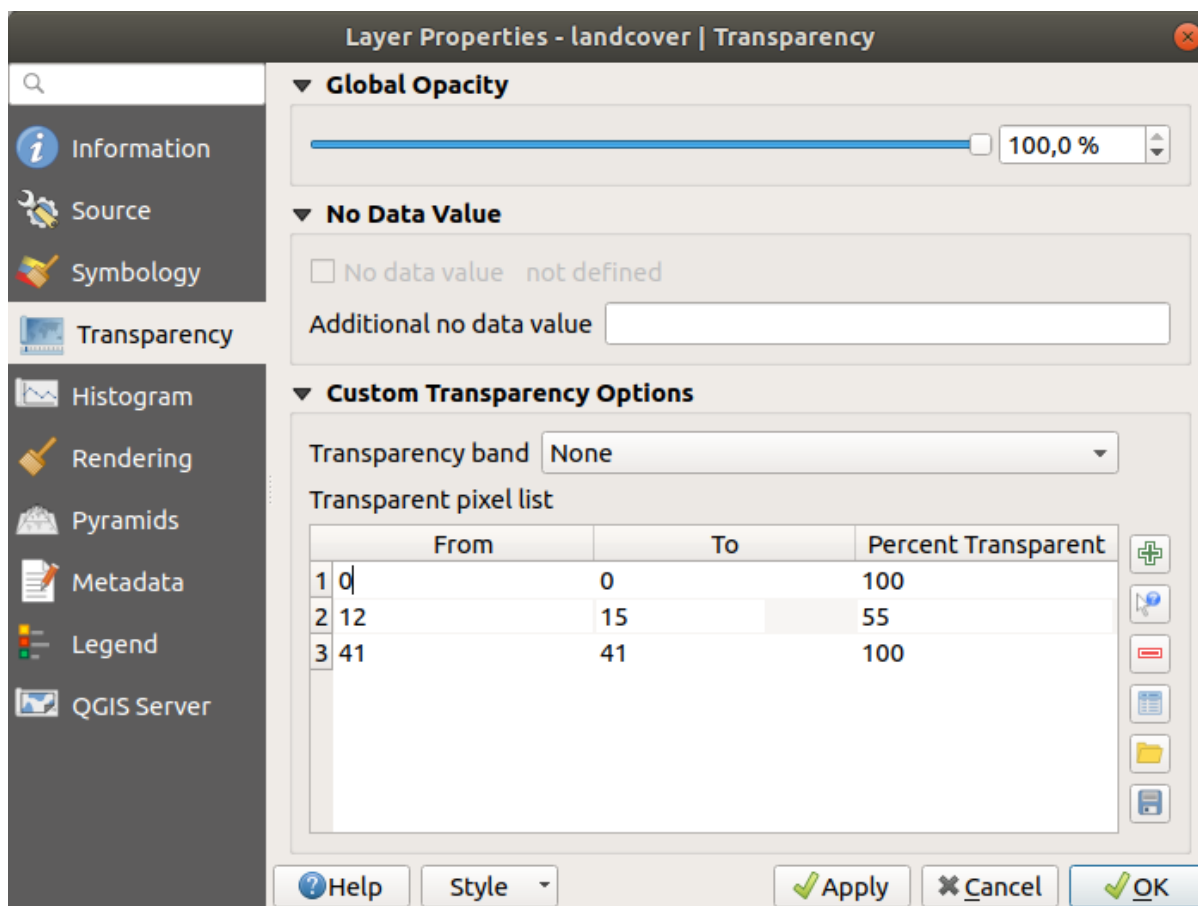 Layer Properties - landcover | Transparency
Information
Source
Symbology
Transparency
Histogram
Rendering
Pyramids
Metadata
Legend
QGIS Server
Global Opacity
100,0 %
No Data Value
No data value not defined
Additional no data value
Custom Transparency Options
Transparency band None
Transparent pixel list
From To Percent Transparent
1 0 0 100
2 12 15 55
3 41 41 100
Help Style Apply Cancel OK